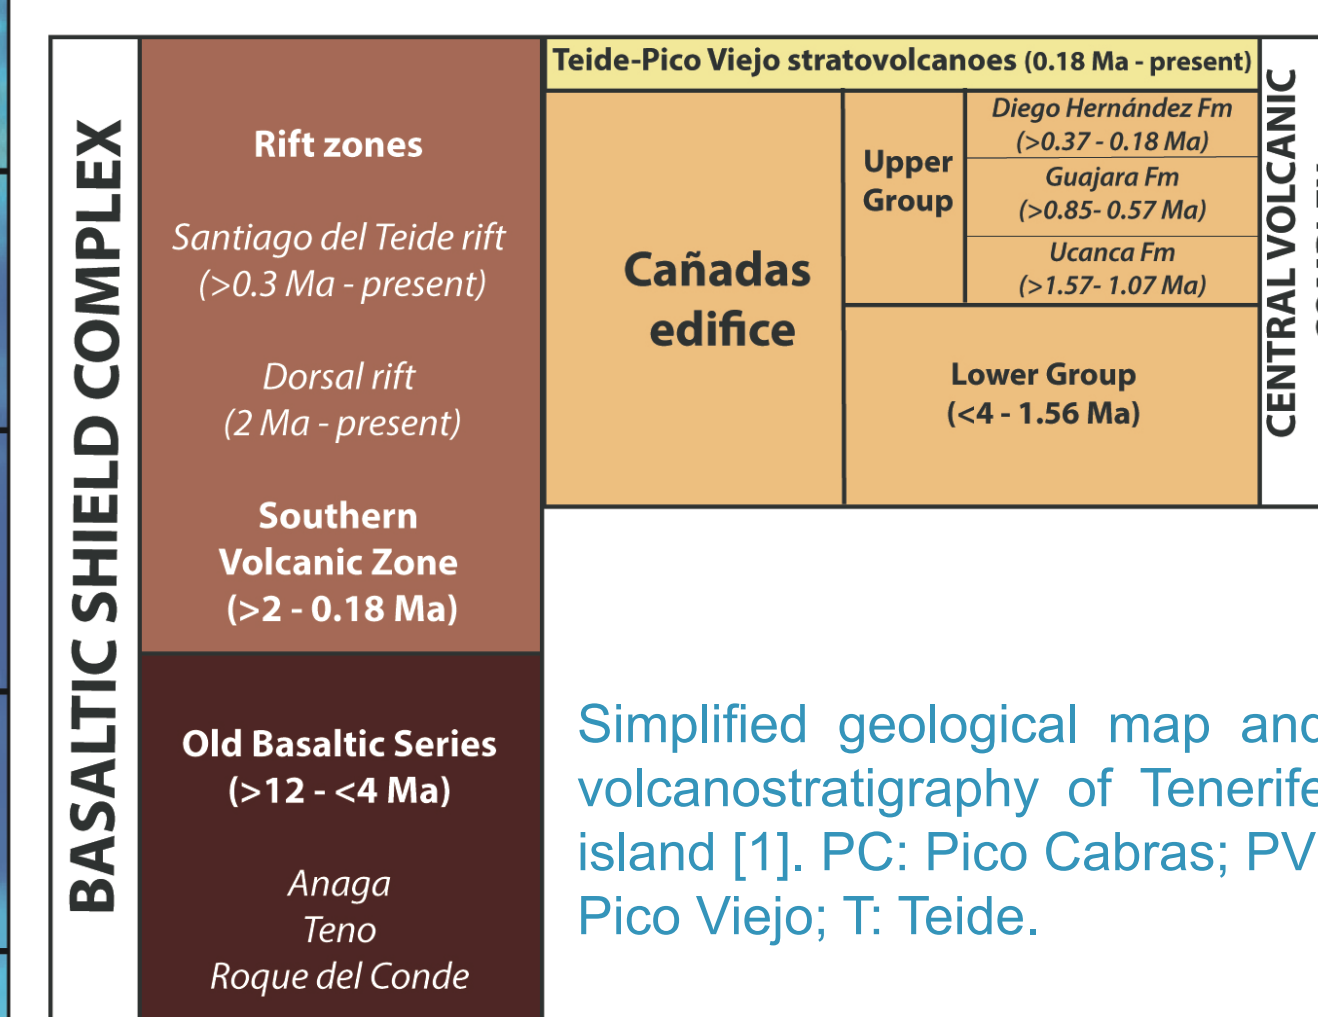 BASALTIC SHIELD COMPLEX
Rift zones
Santiago del Teide rift
(>0.3 Ma - present)
Dorsal rift
(2 Ma - present)
Southern
Volcanic Zone
(>2 - 0.18 Ma)
Old Basaltic Series
(>12 - <4 Ma)
Anaga
Teno
Roque del Conde
Teide-Pico Viejo stratovolcanoes (0.18 Ma - present)
Cañadas
edifice
Upper
Group
Diego Hernández Fm
(>0.37 - 0.18 Ma)
Guajara Fm
(>0.85- 0.57 Ma)
Ucanca Fm
(>1.57- 1.07 Ma)
Lower Group
(<4 - 1.56 Ma)
CENTRAL VOLCANIC
Simplified geological map and
volcanostratigraphy of Tenerife
island [1]. PC: Pico Cabras; PV
Pico Viejo; T: Teide.